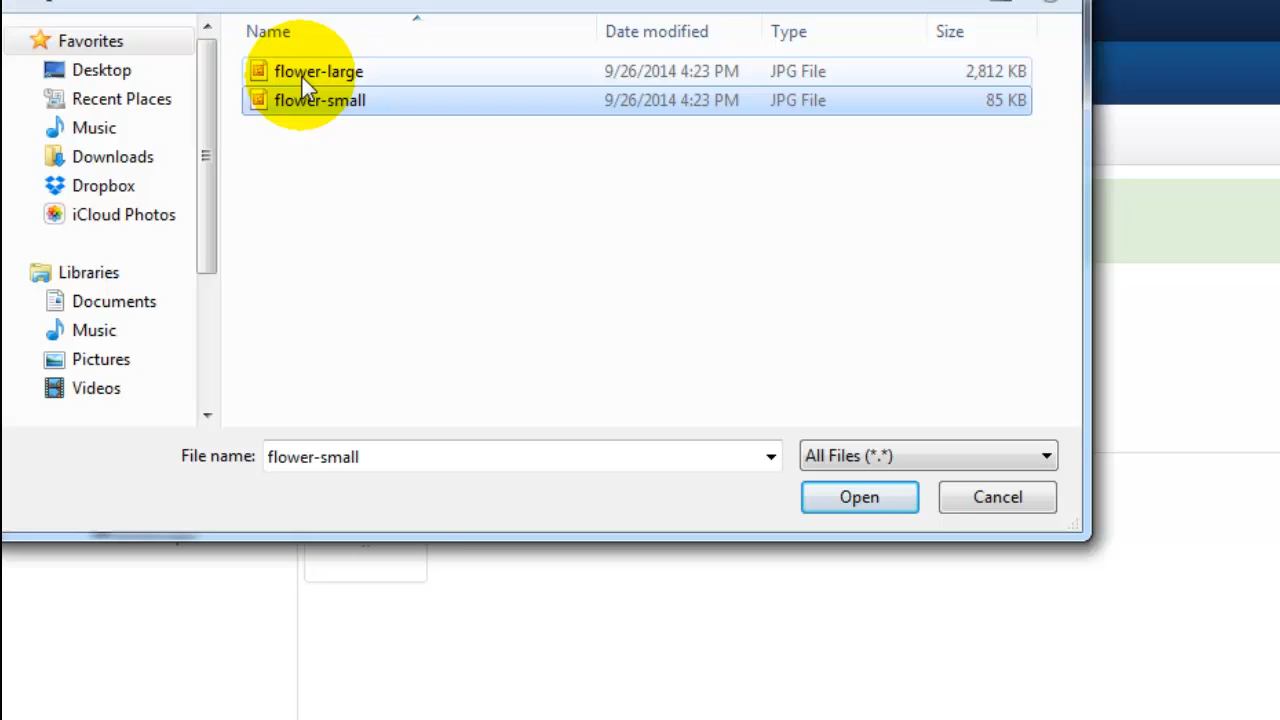 Name Date modified Type Size
Favorites
flower-large 9/26/2014 4:23 PM JPG File 2,812 KB
Desktop
flower-small 9/26/2014 4:23 PM JPG File 85 KB
Recent Places
Music
Downloads
Dropbox
iCloud Photos
Libraries
Documents
Music
Pictures
Videos
File name: flower-small All Files (*.*)
Open Cancel